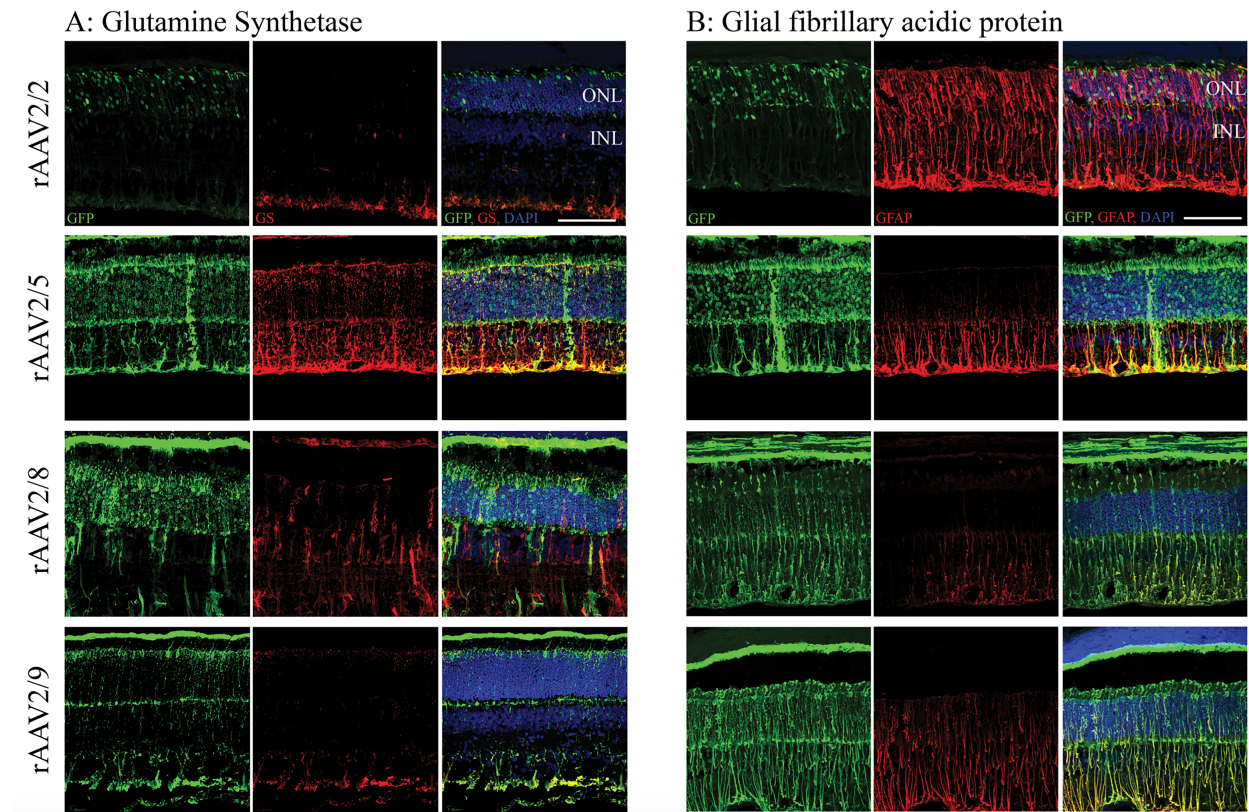 A: Glutamine Synthetase
B: Glial fibrillary acidic protein
rAAV2/2
GFP
GS
ONL
INL
GFP, GS, DAPI
GFP
GFAP
ONL
INL
GFP, GFAP, DAPI
rAAV2/5
rAAV2/8
rAAV2/9